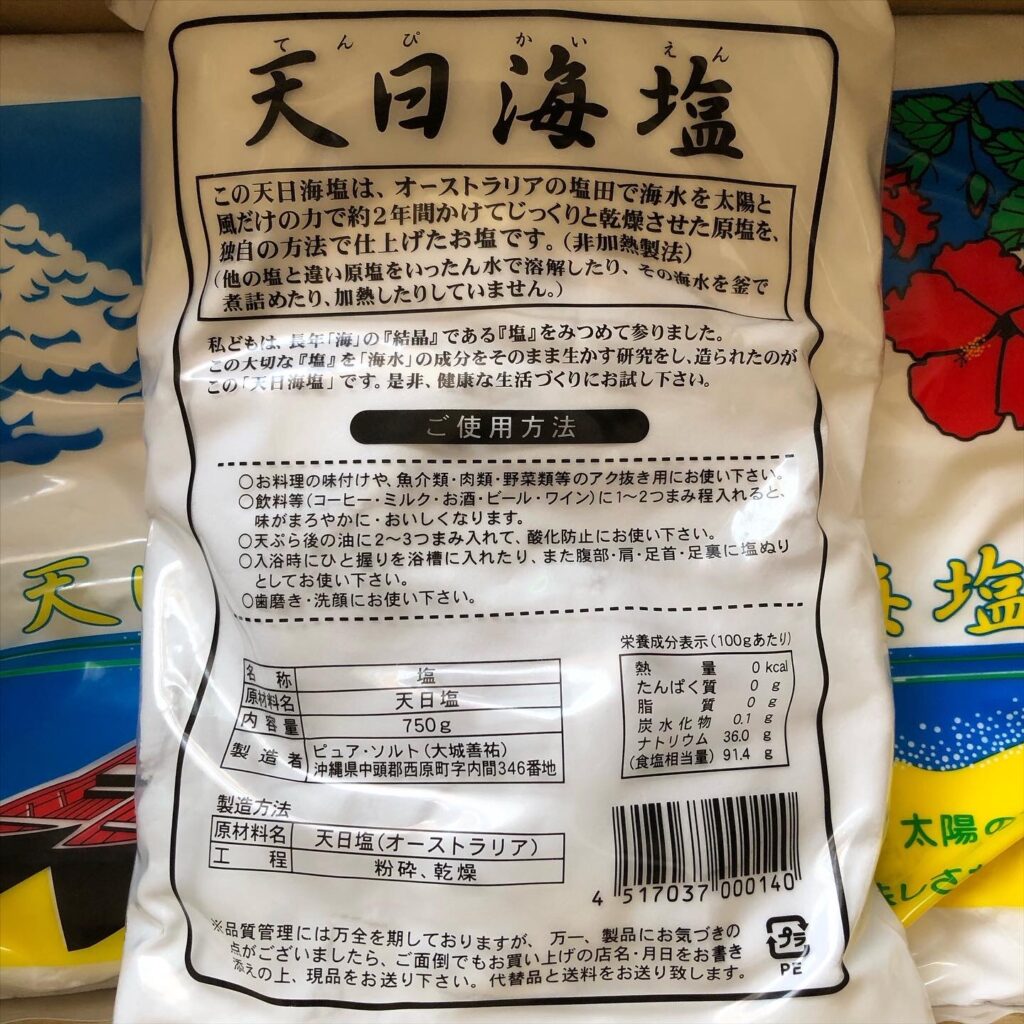 てんぴかいえん
天日海塩
この天日海塩は、オーストラリアの塩田で海水を太陽と
風だけの力で約2年間かけてじっくりと乾燥させた原塩を、
独自の方法で仕上げたお塩です。(非加熱製法)
(他の塩と違い原塩をいったん水で溶解したり、その海水を釜で
煮詰めたり、加熱したりしていません。)
私どもは、長年「海」の『結晶』である『塩』をみつめて参りました。
この大切な『塩』を「海水」の成分をそのまま生かす研究をし、造られたのが
この「天日海塩」です。是非、健康な生活づくりにお試し下さい。
ご使用方法
○お料理の味付けや、魚介類・肉類・野菜類等のアク抜き用にお使い下さい。
○飲料等(コーヒー・ミルク・お酒・ビール・ワイン)に1〜2つまみ程入れると、
味がまろやかに・おいしくなります。
○天ぷら後の油に2〜3つまみ入れて、酸化防止にお使い下さい。
○入浴時にひと握りを浴槽に入れたり、また腹部・肩・足首・足裏に塩ぬり
としてお使い下さい。
○歯磨き・洗顔にお使い下さい。
名称 塩
原材料名 天日塩
内容量 750g
製造者 ピュア・ソルト(大城善祐)
沖縄県中頭郡西原町字内間346番地
栄養成分表示(100gあたり)
熱量 0 kcal
たんぱく質 0 g
脂質 0 g
炭水化物 0.1 g
ナトリウム 36.0 g
(食塩相当量) 91.4 g
製造方法
原材料名 天日塩(オーストラリア)
工程 粉砕、乾燥
4 517037 000140
※品質管理には万全を期しておりますが、万一、製品にお気づきの
点がございましたら、ご面倒でもお買い上げの店名・月日をお書き
添えの上、現品をお送り下さい。代替品と送料をお送り致します。
プラ
PE
天
塩
太陽の